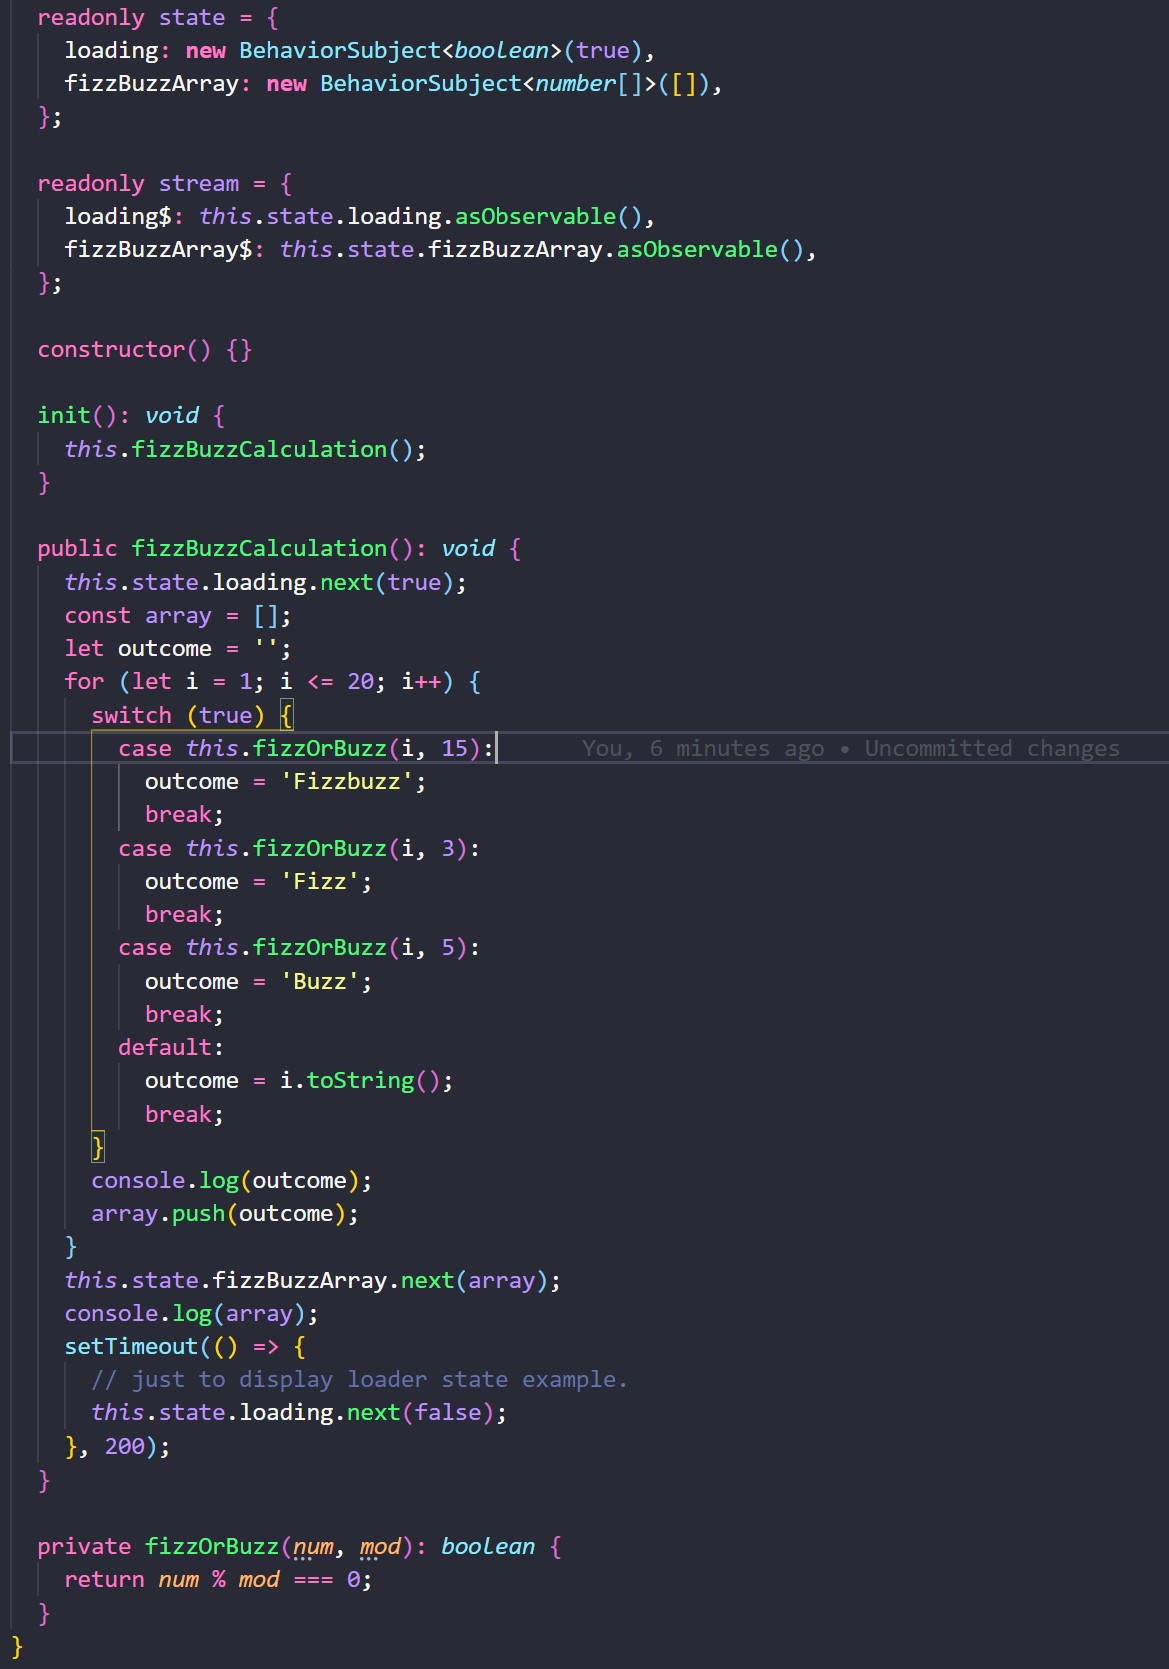 readonly state = {
loading: new BehaviorSubject<boolean>(true),
fizzBuzzArray: new BehaviorSubject<number[]>([]),
};
readonly stream = {
loading$: this.state.loading.asObservable(),
fizzBuzzArray$: this.state.fizzBuzzArray.asObservable(),
};
constructor() {}
init(): void {
this.fizzBuzzCalculation();
}
public fizzBuzzCalculation(): void {
this.state.loading.next(true);
const array = [];
let outcome = '';
for (let i = 1; i <= 20; i++) {
switch (true) {
case this.fizzOrBuzz(i, 15): You, 6 minutes ago • Uncommitted changes
outcome = 'Fizzbuzz';
break;
case this.fizzOrBuzz(i, 3):
outcome = 'Fizz';
break;
case this.fizzOrBuzz(i, 5):
outcome = 'Buzz';
break;
default:
outcome = i.toString();
break;
}
console.log(outcome);
array.push(outcome);
}
this.state.fizzBuzzArray.next(array);
console.log(array);
setTimeout(() => {
// just to display loader state example.
this.state.loading.next(false);
}, 200);
}
private fizzOrBuzz(num, mod): boolean {
return num % mod === 0;
}
}